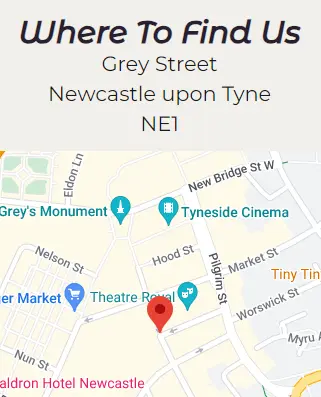 Where To Find Us
Grey Street
Newcastle upon Tyne
NE1
Eldon Ln
New Bridge St W
Grey's Monument
Tyneside Cinema
Nelson St
Hood St
Pilgrim St
Market St
Tiny Tin
ger Market
Theatre Royal
Worswick St
Myru A
Nun St
aldron Hotel Newcastle